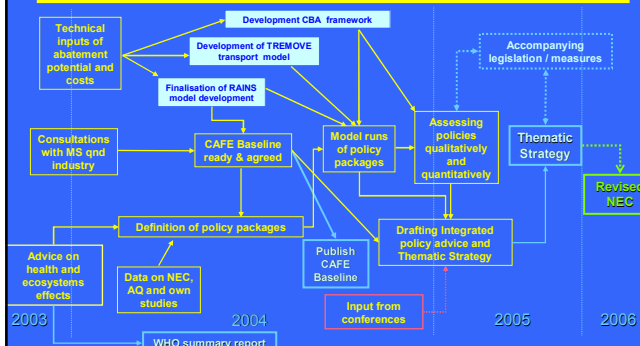 Development CBA framework
Technical
inputs of
abatement
potential and
costs
Development of TREMOVE
transport model
Accompanying
legislation / measures
Finalisation of RAINS
model development
Consultations
with MS qnd
industry
CAFE Baseline
ready & agreed
Model runs
of policy
packages
Assessing
policies
qualitatively
and
quantitatively
Thematic
Strategy
Revised
NEC
Definition of policy packages
Advice on
health and
ecosystems
effects
Data on NEC,
AQ and own
studies
Publish
CAFE
Baseline
Drafting Integrated
policy advice and
Thematic Strategy
Input from
conferences
2003
2004
2005
2006
WHO summary report